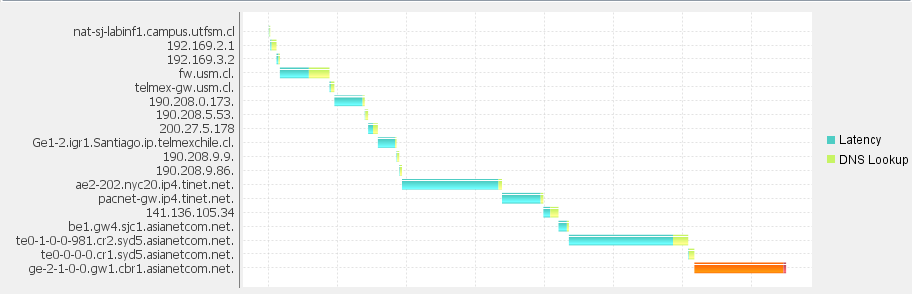 nat-sj-labinf1.campus.utfsm.cl
192.169.2.1
192.169.3.2
fw.usm.cl.
telmex-gw.usm.cl.
190.208.0.173.
190.208.5.53.
200.27.5.178
Ge1-2.igr1.Santiago.ip.telmexchile.cl.
190.208.9.9.
190.208.9.86.
ae2-202.nyc20.ip4.tinet.net.
pacnet-gw.ip4.tinet.net.
141.136.105.34
be1.gw4.sjc1.asianetcom.net.
te0-1-0-0-981.cr2.syd5.asianetcom.net.
te0-0-0-0.cr1.syd5.asianetcom.net.
ge-2-1-0-0.gw1.cbr1.asianetcom.net.
Latency
DNS Lookup